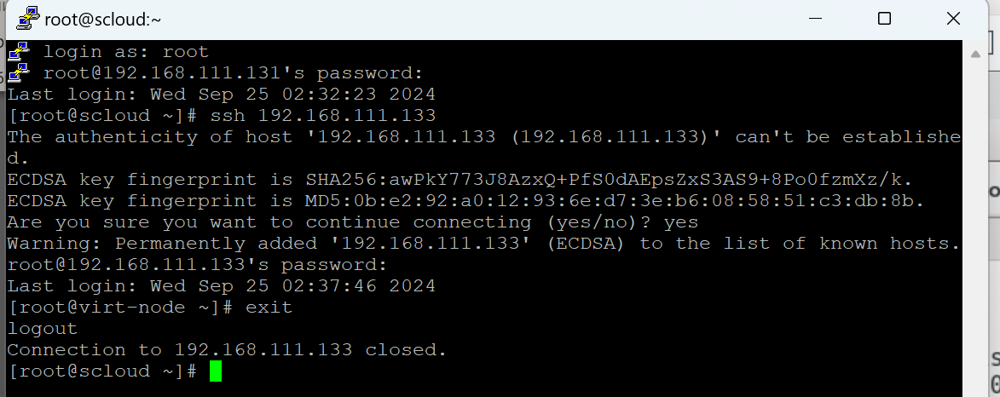 root@scloud:~
login as: root
root@192.168.111.131's password:
Last login: Wed Sep 25 02:32:23 2024
[root@scloud ~]# ssh 192.168.111.133
The authenticity of host '192.168.111.133 (192.168.111.133)' can't be establishe
d.
ECDSA key fingerprint is SHA256:awPkY773J8AzxQ+PfS0dAEpsZxS3AS9+8Po0fzmXz/k.
ECDSA key fingerprint is MD5:0b:e2:92:a0:12:93:6e:d7:3e:b6:08:58:51:c3:db:8b.
Are you sure you want to continue connecting (yes/no)? yes
Warning: Permanently added '192.168.111.133' (ECDSA) to the list of known hosts.
root@192.168.111.133's password:
Last login: Wed Sep 25 02:37:46 2024
[root@virt-node ~]# exit
logout
Connection to 192.168.111.133 closed.
[root@scloud ~]#